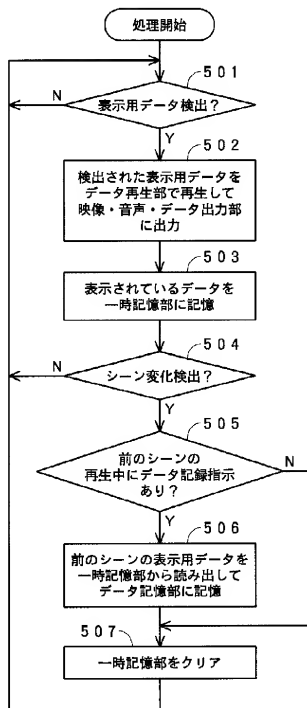 処理開始
501
N
表示用データ検出?
Y
502
検出された表示用データを
データ再生部で再生して
映像・音声・データ出力部
に出力
503
表示されているデータを
一時記憶部に記憶
504
N
シーン変化検出?
Y
505
前のシーンの
再生中にデータ記録指示
あり?
N
Y
506
前のシーンの表示用データを
一時記憶部から読み出して
データ記憶部に記憶
507
一時記憶部をクリア